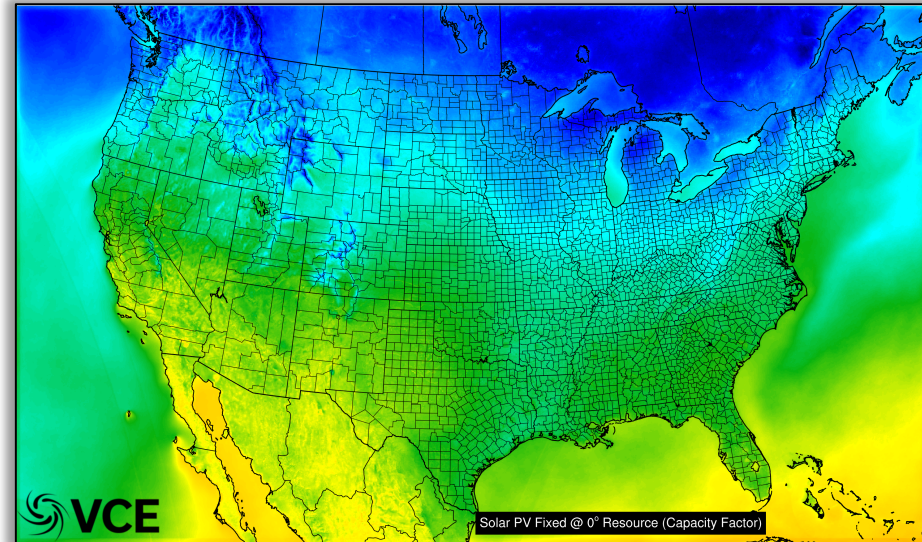 VCE
Solar PV Fixed @ 0° Resource (Capacity Factor)